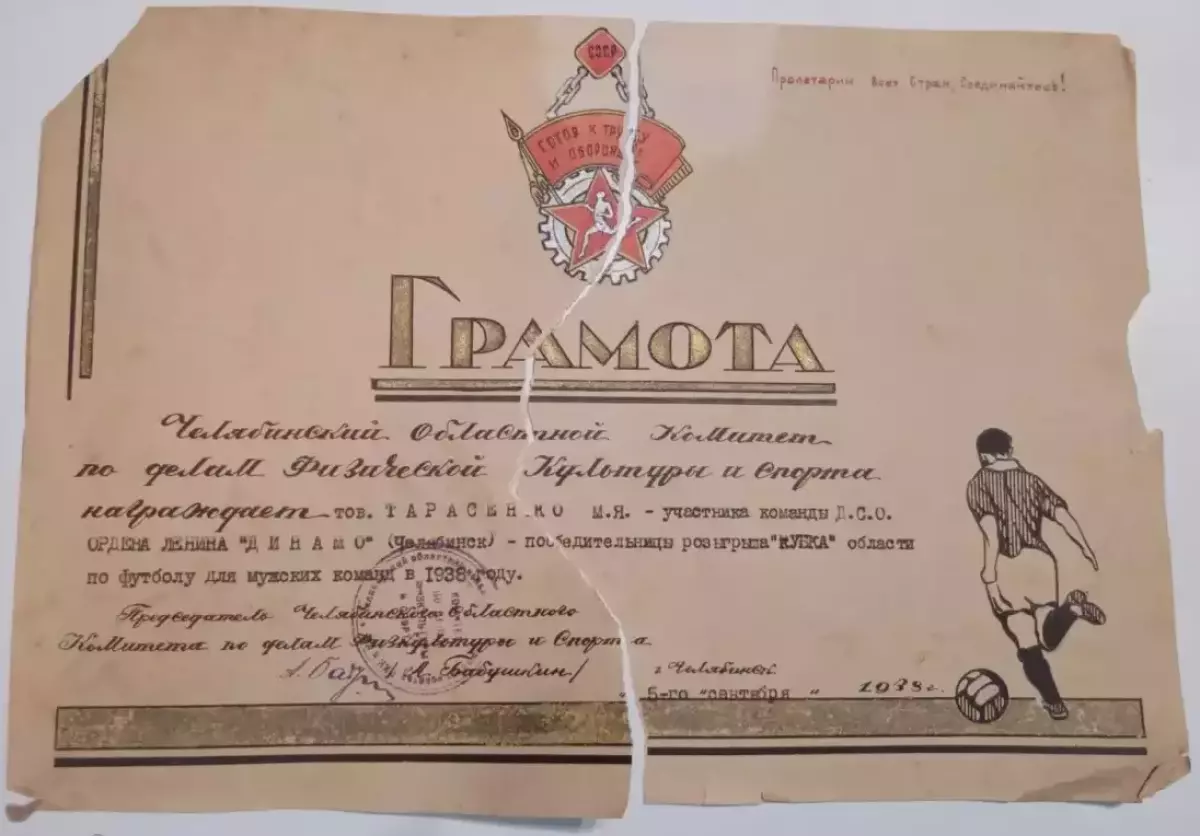 СССР
Пролетарии всех Стран, Соединяйтесь!
ГОТОВ К ТРУДУ
И ОБОРОНЕ
ГРАМОТА
Челябинский Областной Комитет
по делам Физической Культуры и Спорта
награждает тов. ТАРАСЕНКО М.Я. - участника команды Д.С.О.
ОРДЕНА ЛЕНИНА "ДИНАМО" (Челябинск) - победительницы розыгрыша "КУБКА" области
по футболу для мужских команд в 1938 году.
Председатель Челябинского Областного
Комитета по делам Физкультуры и Спорта
/А. Бабушкин/
г. Челябинск
5-го "сентября" 1938 г.